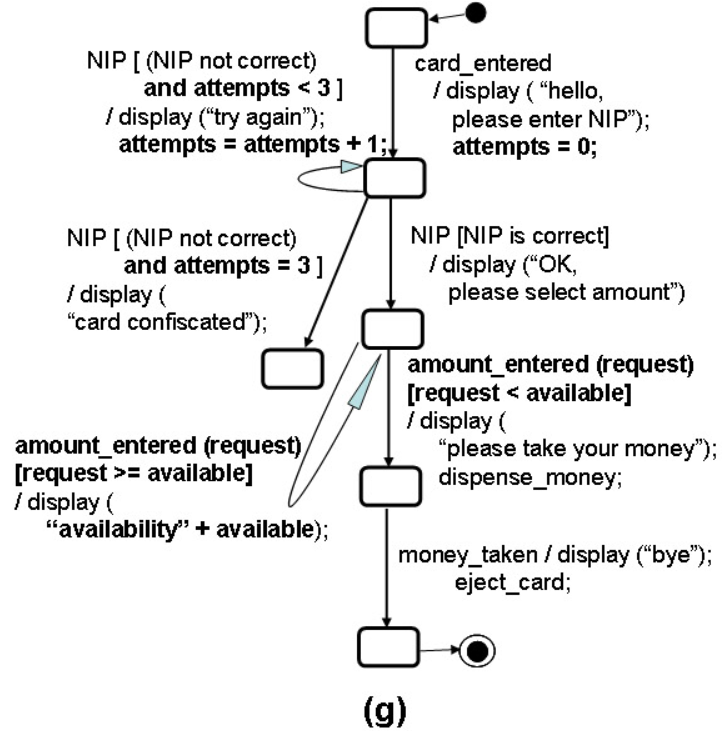 NIP [ (NIP not correct)
and attempts < 3 ]
/ display (“try again”);
attempts = attempts + 1;
card_entered
/ display ( “hello,
please enter NIP”);
attempts = 0;
NIP [ (NIP not correct)
and attempts = 3 ]
/ display (
“card confiscated”);
NIP [NIP is correct]
/ display (“OK,
please select amount”)
amount_entered (request)
[request < available]
/ display (
“please take your money”);
dispense_money;
amount_entered (request)
[request >= available]
/ display (
“availability” + available);
money_taken / display (“bye”);
eject_card;
(g)